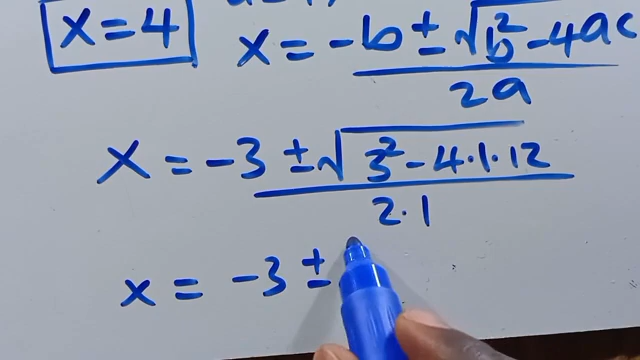 x=4
x = -b ± √b² -4ac / 2a
x = -3 ± √3² - 4·1·12 / 2·1
x = -3 ±